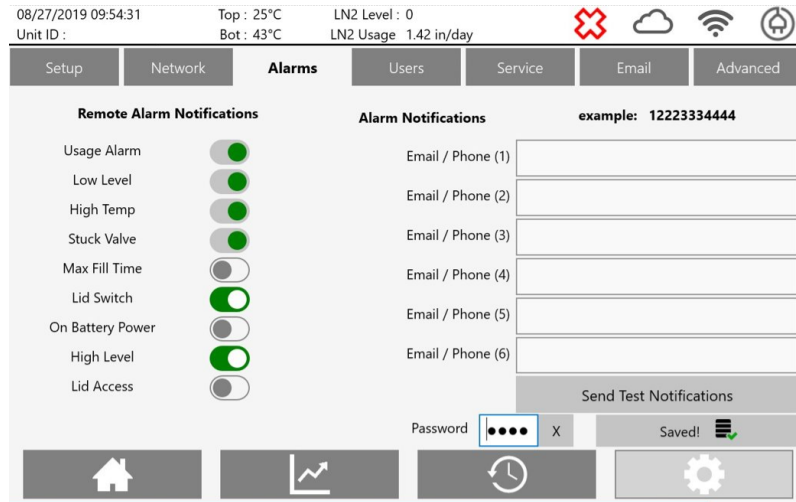 08/27/2019 09:54:31 Top : 25°C LN2 Level : 0
Unit ID : Bot : 43°C LN2 Usage 1.42 in/day
Setup Network Alarms Users Service Email Advanced
Remote Alarm Notifications
Usage Alarm
Low Level
High Temp
Stuck Valve
Max Fill Time
Lid Switch
On Battery Power
High Level
Lid Access
Alarm Notifications example: 12223334444
Email / Phone (1)
Email / Phone (2)
Email / Phone (3)
Email / Phone (4)
Email / Phone (5)
Email / Phone (6)
Send Test Notifications
Password ●●●● X Saved!